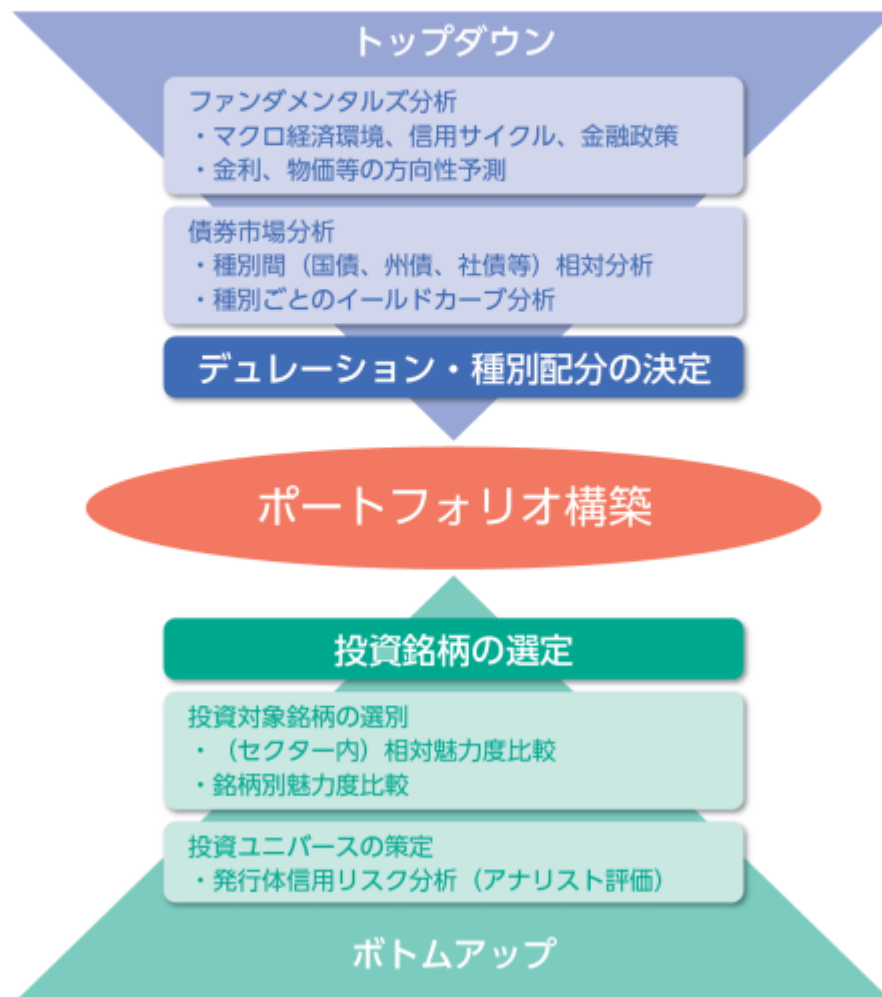 トップダウン
ファンダメンタルズ分析
・マクロ経済環境、信用サイクル、金融政策
・金利、物価等の方向性予測
債券市場分析
・種別間（国債、州債、社債等）相対分析
・種別ごとのイールドカーブ分析
デュレーション・種別配分の決定
ポートフォリオ構築
投資銘柄の選定
投資対象銘柄の選別
・（セクター内）相対魅力度比較
・銘柄別魅力度比較
投資ユニバースの策定
・発行体信用リスク分析（アナリスト評価）
ボトムアップ